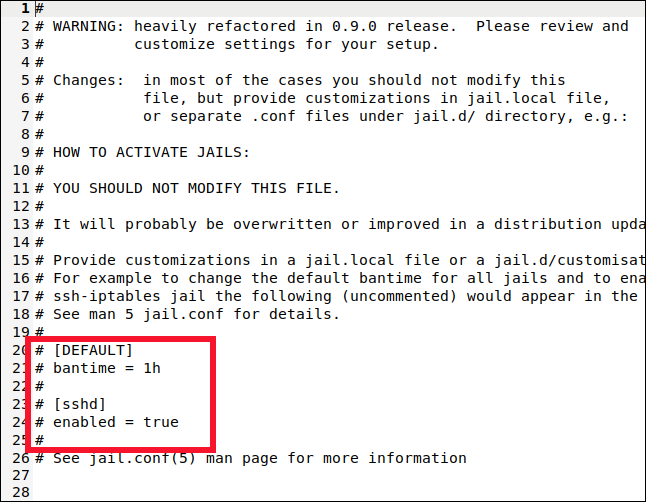 1 #
2 # WARNING: heavily refactored in 0.9.0 release.  Please review and
3 #          customize settings for your setup.
4 #
5 # Changes:  in most of the cases you should not modify this
6 #           file, but provide customizations in jail.local file,
7 #           or separate .conf files under jail.d/ directory, e.g.:
8 #
9 # HOW TO ACTIVATE JAILS:
10 #
11 # YOU SHOULD NOT MODIFY THIS FILE.
12 #
13 # It will probably be overwritten or improved in a distribution upda
14 #
15 # Provide customizations in a jail.local file or a jail.d/customisat
16 # For example to change the default bantime for all jails and to ena
17 # ssh-iptables jail the following (uncommented) would appear in the
18 # See man 5 jail.conf for details.
19 #
20 # [DEFAULT]
21 # bantime = 1h
22 #
23 # [sshd]
24 # enabled = true
25 #
26 # See jail.conf(5) man page for more information
27
28